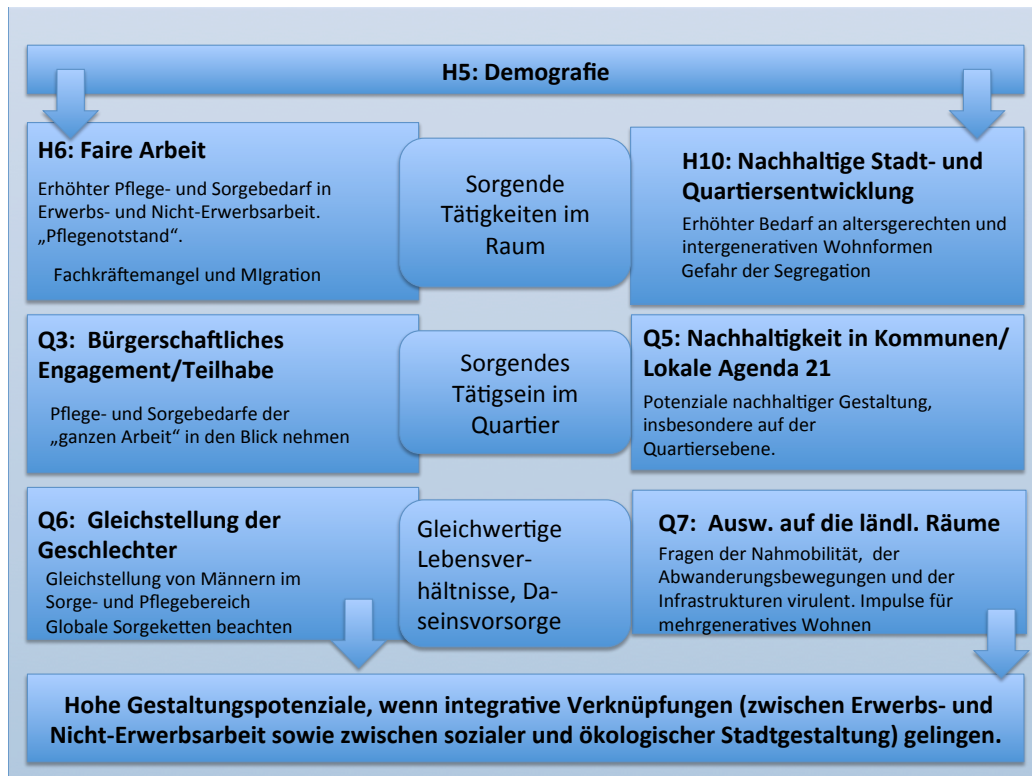 H5: Demografie
H6: Faire Arbeit
Erhöhter Pflege- und Sorgebedarf in
Erwerbs- und Nicht-Erwerbsarbeit.
„Pflegenotstand“.
Fachkräftemangel und MIgration
Sorgende
Tätigkeiten im
Raum
H10: Nachhaltige Stadt- und
Quartiersentwicklung
Erhöhter Bedarf an altersgerechten und
intergenerativen Wohnformen
Gefahr der Segregation
Q3: Bürgerschaftliches
Engagement/Teilhabe
Pflege- und Sorgebedarfe der
„ganzen Arbeit“ in den Blick nehmen
Sorgendes
Tätigsein im
Quartier
Q5: Nachhaltigkeit in Kommunen/
Lokale Agenda 21
Potenziale nachhaltiger Gestaltung,
insbesondere auf der
Quartiersebene.
Q6: Gleichstellung der
Geschlechter
Gleichstellung von Männern im
Sorge- und Pflegebereich
Globale Sorgeketten beachten
Gleichwertige
Lebensver-
hältnisse, Da-
seinsvorsorge
Q7: Ausw. auf die ländl. Räume
Fragen der Nahmobilität, der
Abwanderungsbewegungen und der
Infrastrukturen virulent. Impulse für
mehrgeneratives Wohnen
Hohe Gestaltungspotenziale, wenn integrative Verknüpfungen (zwischen Erwerbs- und
Nicht-Erwerbsarbeit sowie zwischen sozialer und ökologischer Stadtgestaltung) gelingen.